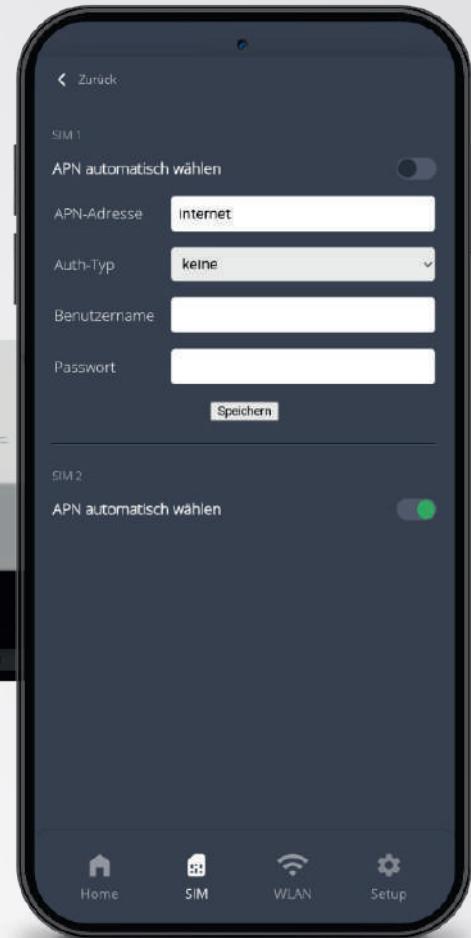 Zurück
SIM 1
APN automatisch wählen
APN-Adresse internet
Auth-Typ keine
Benutzername
Passwort
Speichern
SIM 2
APN automatisch wählen
Home SIM WLAN Setup